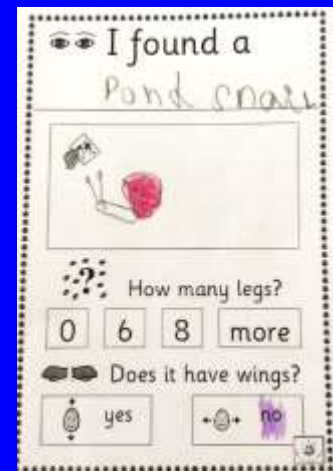 I found a
Pond snail
?
How many legs?
0 6 8 more
Does it have wings?
yes no